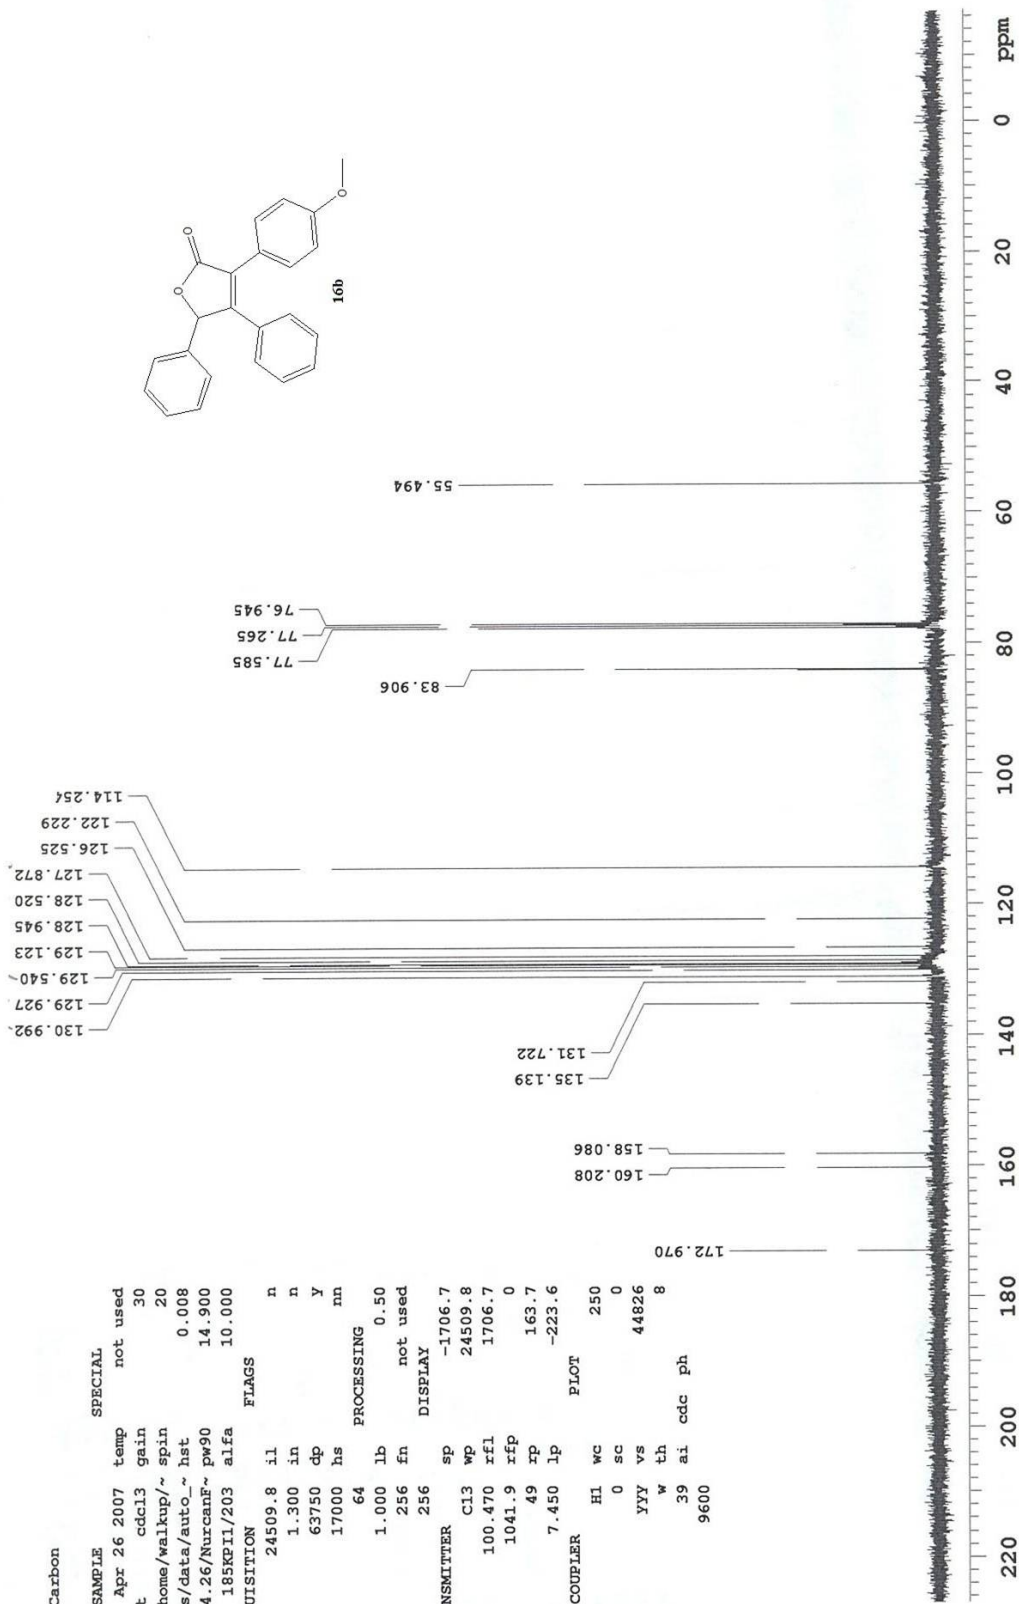 Carbon
SAMPLE SPECIAL
Apr 26 2007 temp not used
t cdcl3 gain 30
home/walkup/~ spin 20
s/data/auto_~ hst 0.008
4.26/NurcanF~ pw90 14.900
185KPI1/203 alfa 10.000
UISITION FLAGS
24509.8 il n
1.300 in n
63750 dp y
17000 hs nn
64 PROCESSING
1.000 lb 0.50
256 fn not used
256 DISPLAY
NSMITTER sp -1706.7
C13 wp 24509.8
100.470 rfl 1706.7
1041.9 rfp 0
49 rp 163.7
7.450 lp -223.6
COUPLER PLOT
H1 wc 250
0 sc 0
yyy vs 44826
w th 8
39 ai cdc ph
9600
172.970
160.208
158.086
135.139
131.722
130.992
129.927
129.540
129.123
128.945
128.520
127.872
126.525
122.229
114.254
83.906
77.585
77.265
76.945
55.494
O
O
O
16b
220 200 180 160 140 120 100 80 60 40 20 0 ppm